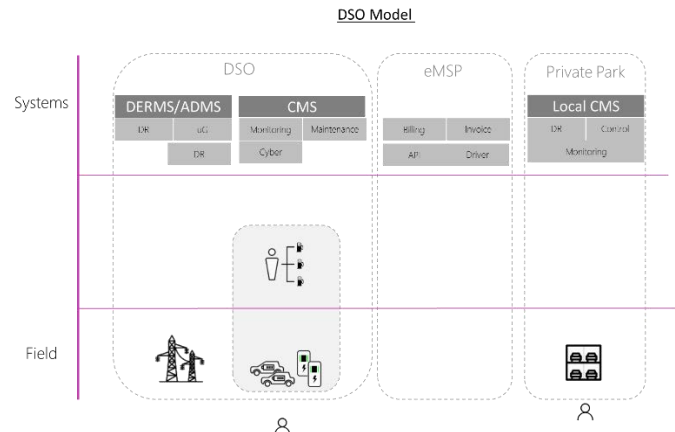 DSO Model
DSO
eMSP
Private Park
Systems
DERMS/ADMS
CMS
Local CMS
DR
uG
Monitoring
Maintenance
Billing
Invoice
DR
Control
DR
Cyber
API
Driver
Monitoring
Field